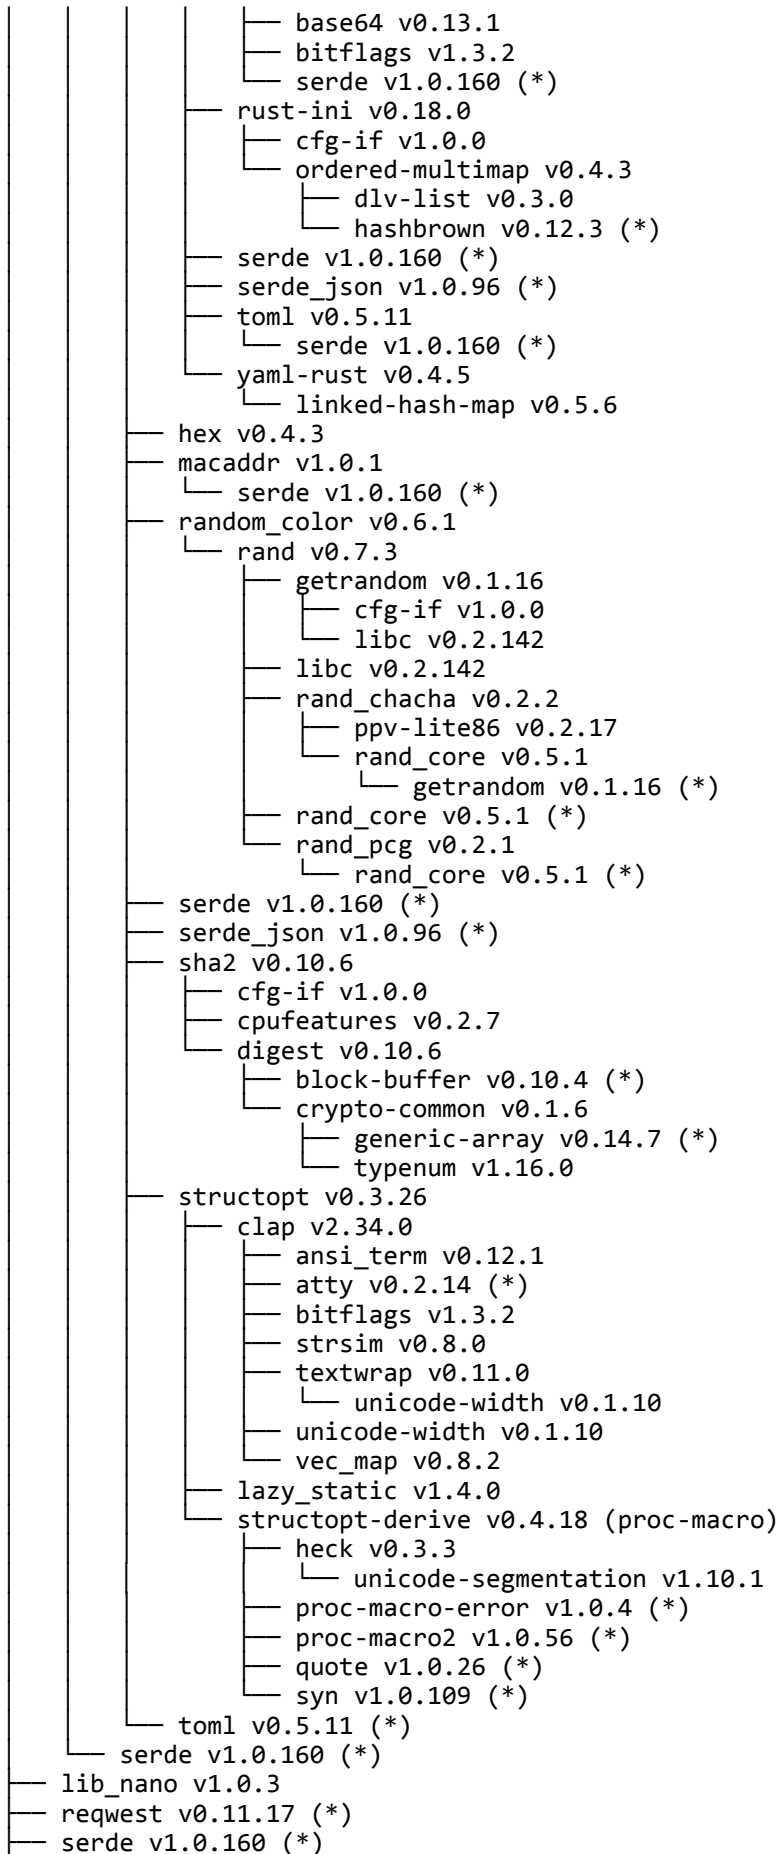 │   │   │   │   ├── base64 v0.13.1
│   │   │   │   ├── bitflags v1.3.2
│   │   │   │   └── serde v1.0.160 (*)
│   │   │   ├── rust-ini v0.18.0
│   │   │   │   ├── cfg-if v1.0.0
│   │   │   │   └── ordered-multimap v0.4.3
│   │   │   │       ├── dlv-list v0.3.0
│   │   │   │       └── hashbrown v0.12.3 (*)
│   │   │   ├── serde v1.0.160 (*)
│   │   │   ├── serde_json v1.0.96 (*)
│   │   │   ├── toml v0.5.11
│   │   │   │   └── serde v1.0.160 (*)
│   │   │   └── yaml-rust v0.4.5
│   │   │       └── linked-hash-map v0.5.6
│   │   ├── hex v0.4.3
│   │   ├── macaddr v1.0.1
│   │   │   └── serde v1.0.160 (*)
│   │   ├── random_color v0.6.1
│   │   │   └── rand v0.7.3
│   │   │       ├── getrandom v0.1.16
│   │   │       │   ├── cfg-if v1.0.0
│   │   │       │   └── libc v0.2.142
│   │   │       ├── libc v0.2.142
│   │   │       ├── rand_chacha v0.2.2
│   │   │       │   ├── ppv-lite86 v0.2.17
│   │   │       │   └── rand_core v0.5.1
│   │   │       │       └── getrandom v0.1.16 (*)
│   │   │       ├── rand_core v0.5.1 (*)
│   │   │       └── rand_pcg v0.2.1
│   │   │           └── rand_core v0.5.1 (*)
│   │   ├── serde v1.0.160 (*)
│   │   ├── serde_json v1.0.96 (*)
│   │   ├── sha2 v0.10.6
│   │   │   ├── cfg-if v1.0.0
│   │   │   ├── cpufeatures v0.2.7
│   │   │   └── digest v0.10.6
│   │   │       ├── block-buffer v0.10.4 (*)
│   │   │       └── crypto-common v0.1.6
│   │   │           ├── generic-array v0.14.7 (*)
│   │   │           └── typenum v1.16.0
│   │   ├── structopt v0.3.26
│   │   │   ├── clap v2.34.0
│   │   │   │   ├── ansi_term v0.12.1
│   │   │   │   ├── atty v0.2.14 (*)
│   │   │   │   ├── bitflags v1.3.2
│   │   │   │   ├── strsim v0.8.0
│   │   │   │   ├── textwrap v0.11.0
│   │   │   │   │   └── unicode-width v0.1.10
│   │   │   │   ├── unicode-width v0.1.10
│   │   │   │   └── vec_map v0.8.2
│   │   │   ├── lazy_static v1.4.0
│   │   │   └── structopt-derive v0.4.18 (proc-macro)
│   │   │       ├── heck v0.3.3
│   │   │       │   └── unicode-segmentation v1.10.1
│   │   │       ├── proc-macro-error v1.0.4 (*)
│   │   │       ├── proc-macro2 v1.0.56 (*)
│   │   │       ├── quote v1.0.26 (*)
│   │   │       └── syn v1.0.109 (*)
│   │   └── toml v0.5.11 (*)
│   └── serde v1.0.160 (*)
├── lib_nano v1.0.3
├── reqwest v0.11.17 (*)
├── serde v1.0.160 (*)